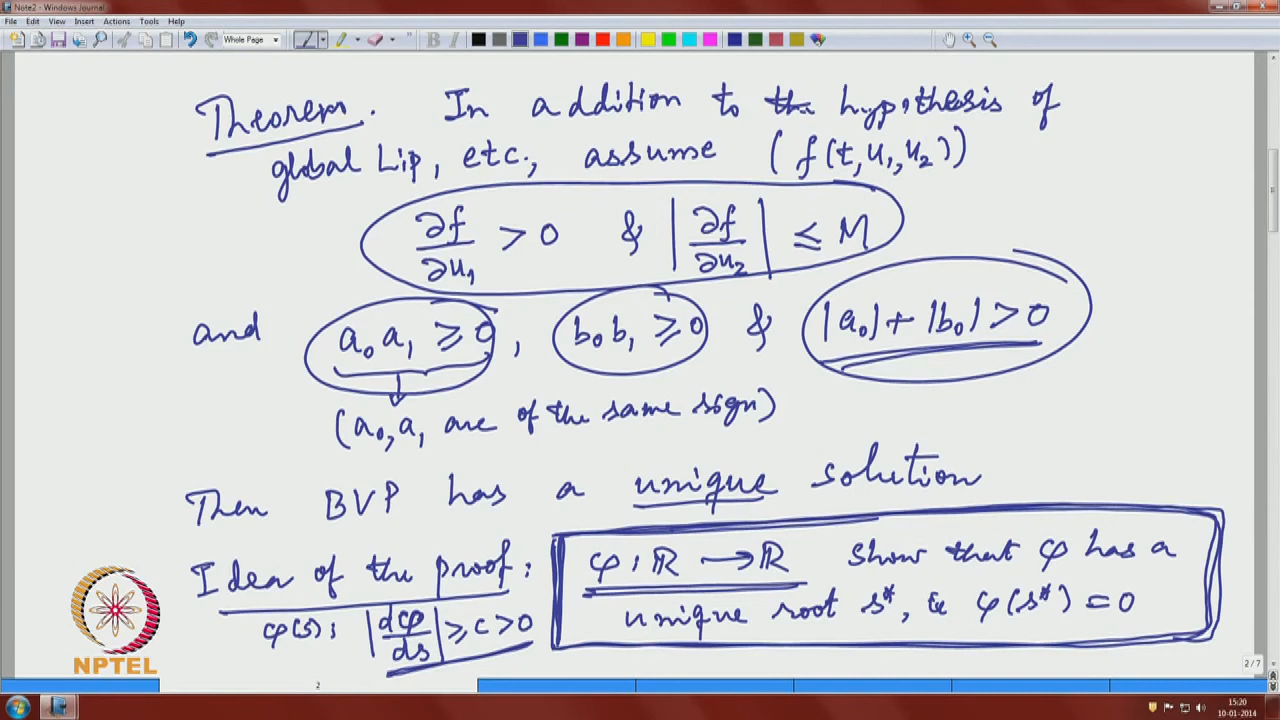 Note2 - Windows Journal
File Edit View Insert Actions Tools Help
Whole Page
Theorem. In addition to the hypothesis of
global Lip, etc., assume (f(t,u₁,u₂))
∂f/∂u₁ > 0 & |∂f/∂u₂| ≤ M
and a₀a₁ ≥ 0, b₀b₁ ≥ 0 & |a₀| + |b₀| > 0
(a₀, a₁ are of the same sign)
Then BVP has a unique solution
Idea of the proof: φ: ℝ → ℝ show that φ has a
unique root s*, & φ(s*) = 0
φ(s): |dφ/ds| ≥ c > 0
NPTEL
2/7
2
15:20
10-01-2014